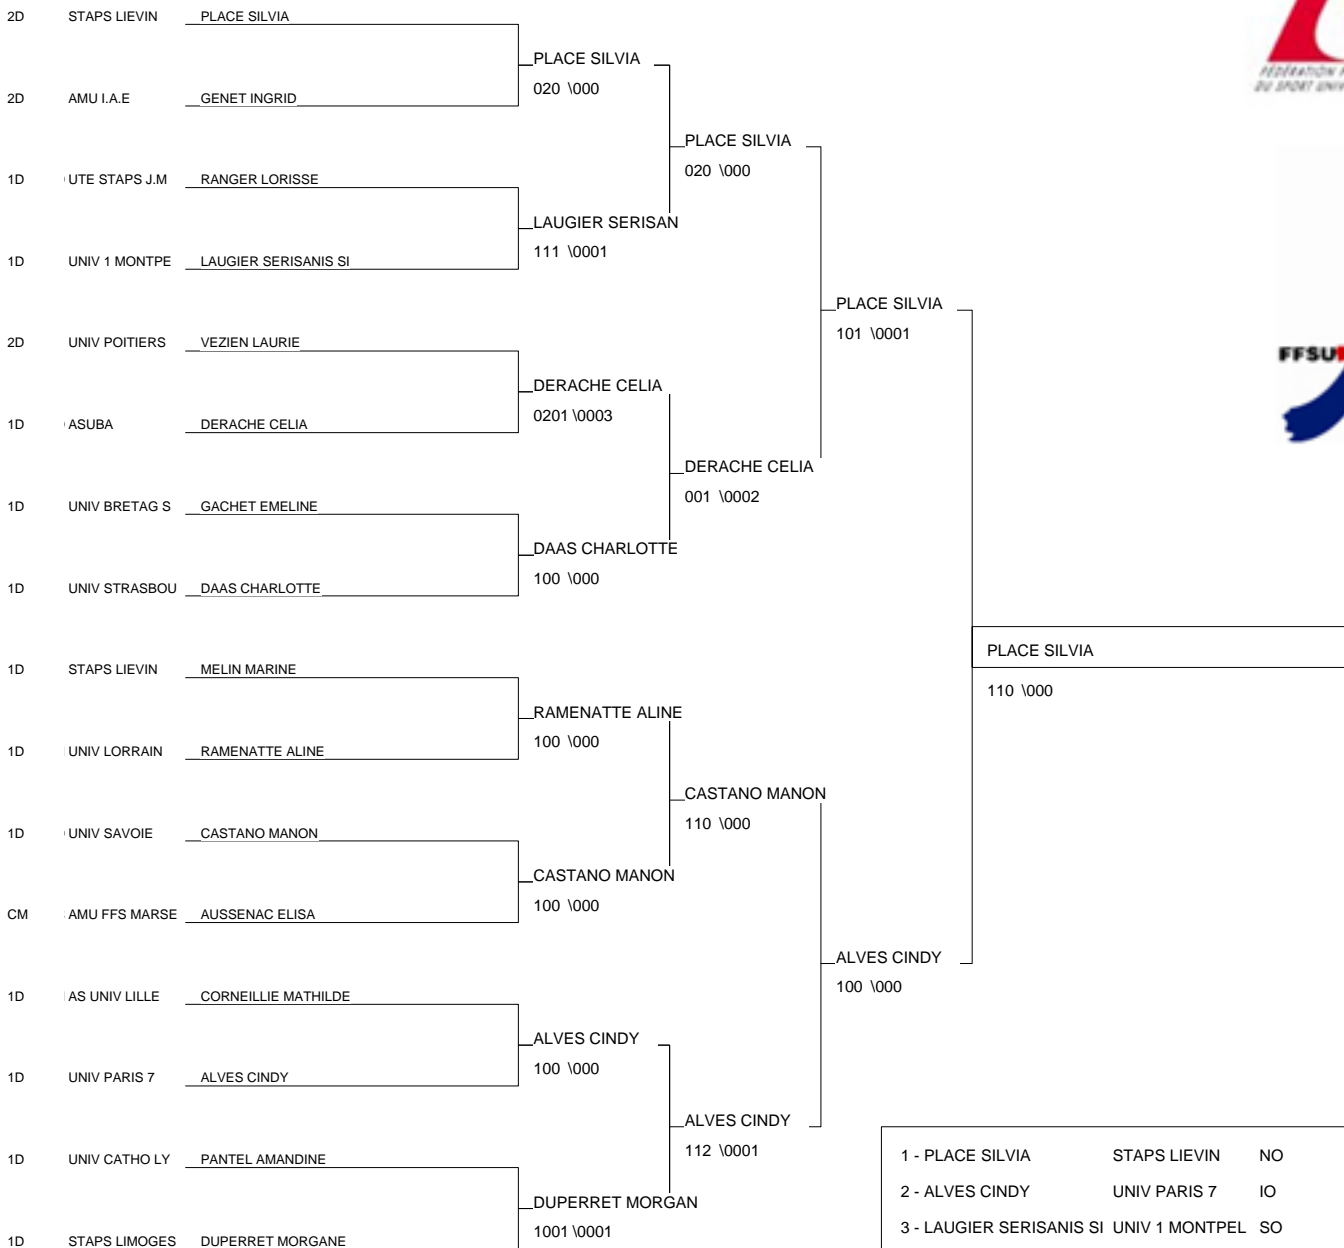 2D STAPS LIEVIN PLACE SILVIA
PLACE SILVIA
020 \000
2D AMU I.A.E GENET INGRID
PLACE SILVIA
020 \000
1D UTE STAPS J.M RANGER LORISSE
LAUGIER SERISAN
111 \0001
1D UNIV 1 MONTPE LAUGIER SERISANIS SI
PLACE SILVIA
101 \0001
2D UNIV POITIERS VEZIEN LAURIE
DERACHE CELIA
0201 \0003
1D ASUBA DERACHE CELIA
DERACHE CELIA
001 \0002
1D UNIV BRETAG S GACHET EMELINE
DAAS CHARLOTTE
100 \000
1D UNIV STRASBOU DAAS CHARLOTTE
PLACE SILVIA
110 \000
1D STAPS LIEVIN MELIN MARINE
RAMENATTE ALINE
100 \000
1D UNIV LORRAIN RAMENATTE ALINE
CASTANO MANON
110 \000
1D UNIV SAVOIE CASTANO MANON
CASTANO MANON
100 \000
CM AMU FFS MARSE AUSSENAC ELISA
ALVES CINDY
100 \000
1D AS UNIV LILLE CORNEILLIE MATHILDE
ALVES CINDY
100 \000
1D UNIV PARIS 7 ALVES CINDY
ALVES CINDY
112 \0001
1D UNIV CATHO LY PANTEL AMANDINE
DUPERRET MORGAN
1001 \0001
1D STAPS LIMOGES DUPERRET MORGANE
1 - PLACE SILVIA STAPS LIEVIN NO
2 - ALVES CINDY UNIV PARIS 7 IO
3 - LAUGIER SERISANIS SI UNIV 1 MONTPEL SO
FÉDÉRATION F
DU SPORT UNIV
FFSU